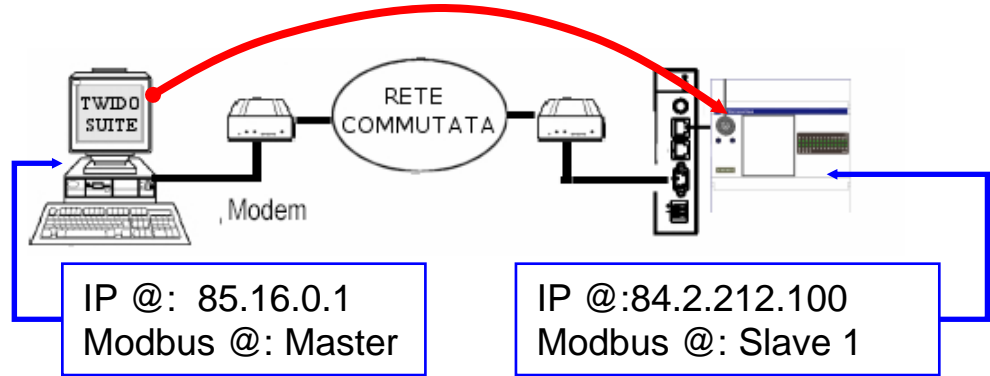 TWIDO
SUITE
RETE
COMMUTATA
Modem
IP @: 85.16.0.1
Modbus @: Master
IP @:84.2.212.100
Modbus @: Slave 1